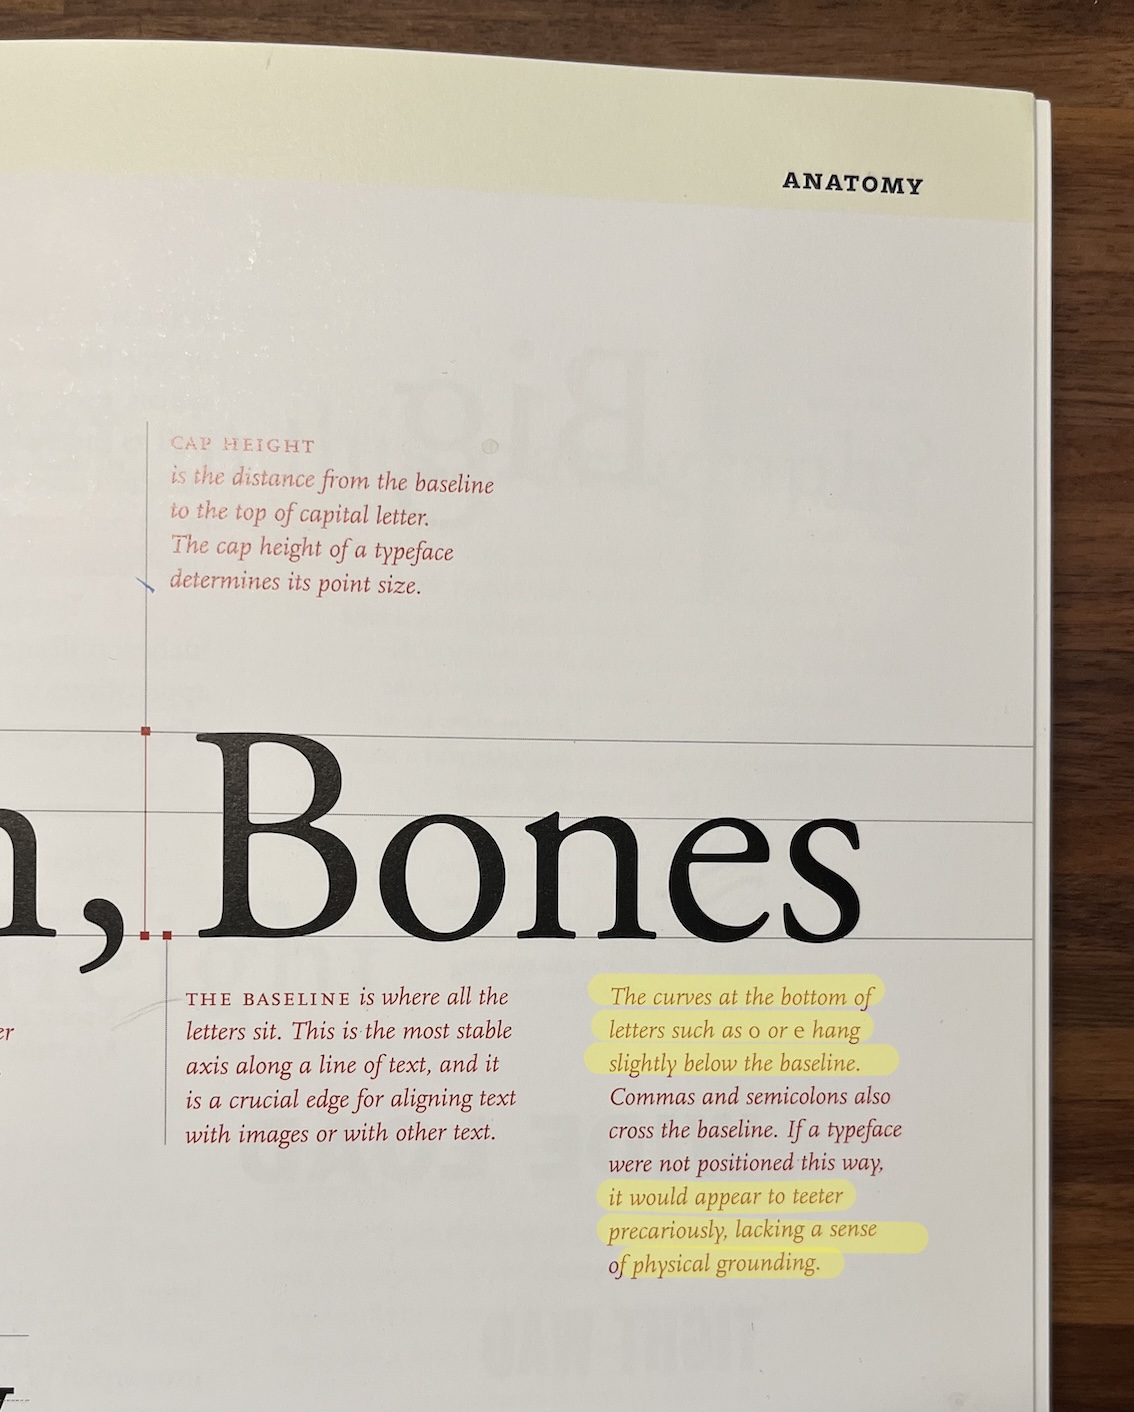 ANATOMY
CAP HEIGHT
is the distance from the baseline
to the top of capital letter.
The cap height of a typeface
determines its point size.
, Bones
THE BASELINE is where all the
letters sit. This is the most stable
axis along a line of text, and it
is a crucial edge for aligning text
with images or with other text.
The curves at the bottom of
letters such as o or e hang
slightly below the baseline.
Commas and semicolons also
cross the baseline. If a typeface
were not positioned this way,
it would appear to teeter
precariously, lacking a sense
of physical grounding.